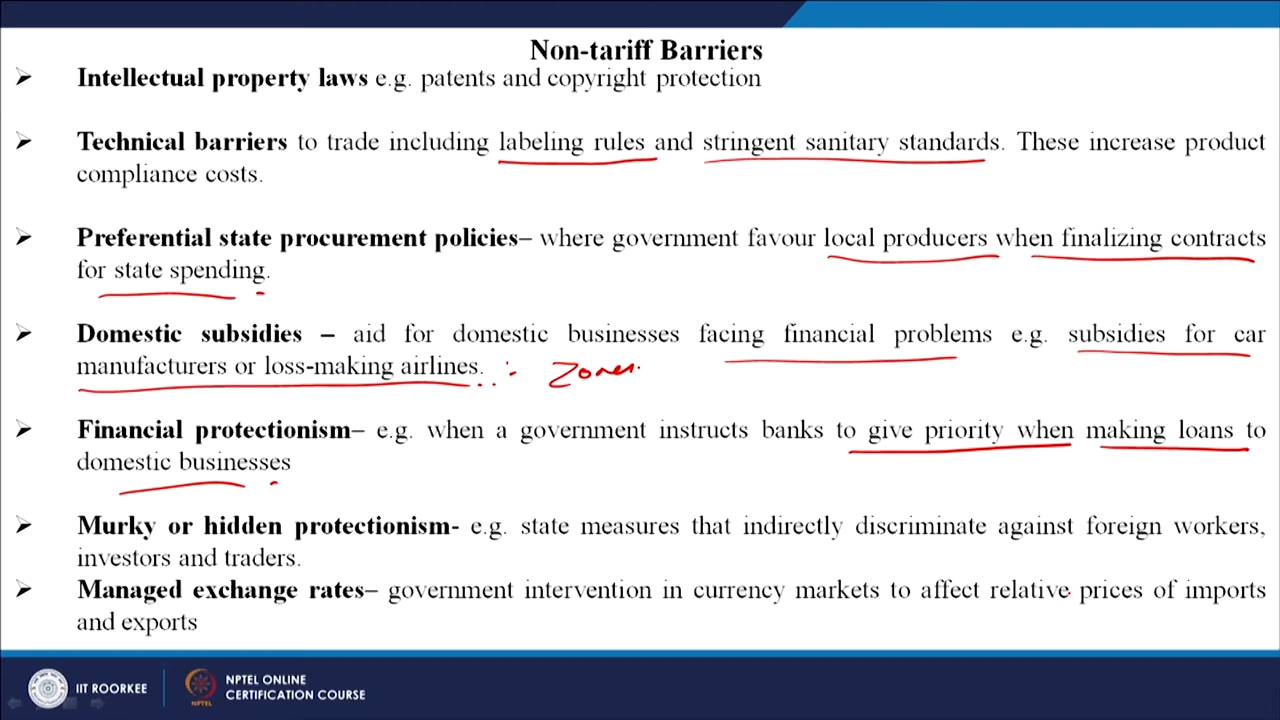 Non-tariff Barriers
➢ Intellectual property laws e.g. patents and copyright protection
➢ Technical barriers to trade including labeling rules and stringent sanitary standards. These increase product
compliance costs.
➢ Preferential state procurement policies– where government favour local producers when finalizing contracts
for state spending.
➢ Domestic subsidies – aid for domestic businesses facing financial problems e.g. subsidies for car
manufacturers or loss-making airlines.
➢ Financial protectionism– e.g. when a government instructs banks to give priority when making loans to
domestic businesses
➢ Murky or hidden protectionism- e.g. state measures that indirectly discriminate against foreign workers,
investors and traders.
➢ Managed exchange rates– government intervention in currency markets to affect relative prices of imports
and exports
IIT ROORKEE
NPTEL
NPTEL ONLINE
CERTIFICATION COURSE